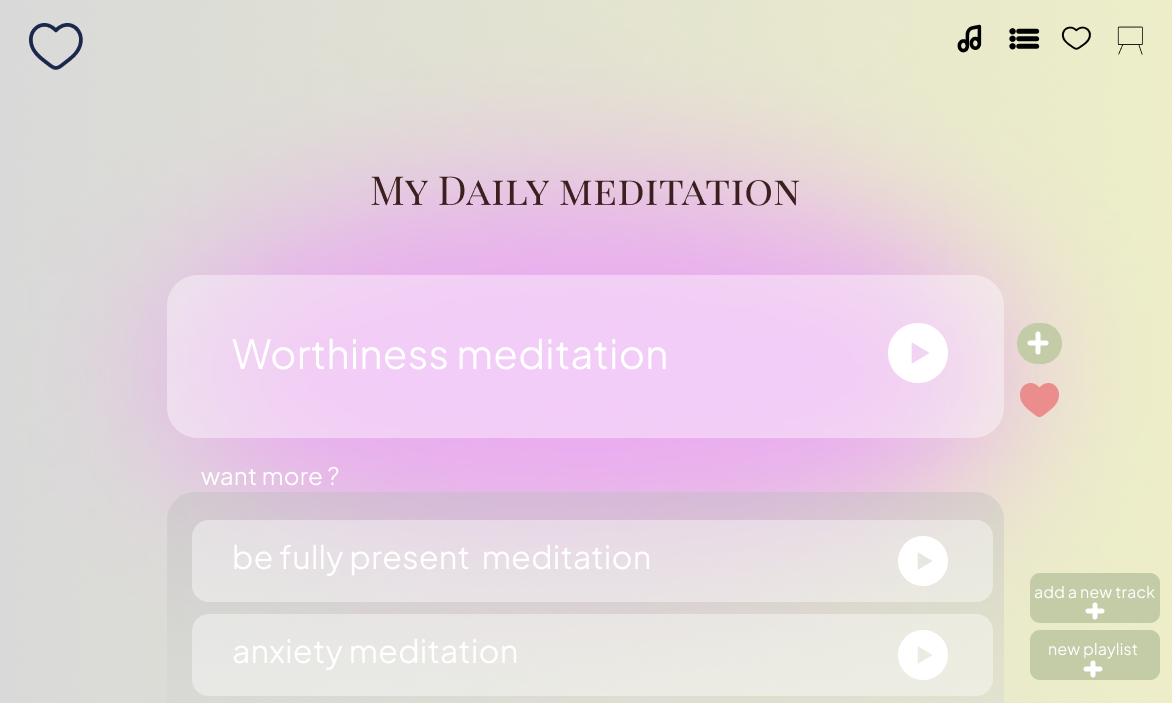 My Daily meditation
Worthiness meditation
want more ?
be fully present  meditation
anxiety meditation
add a new track
new playlist